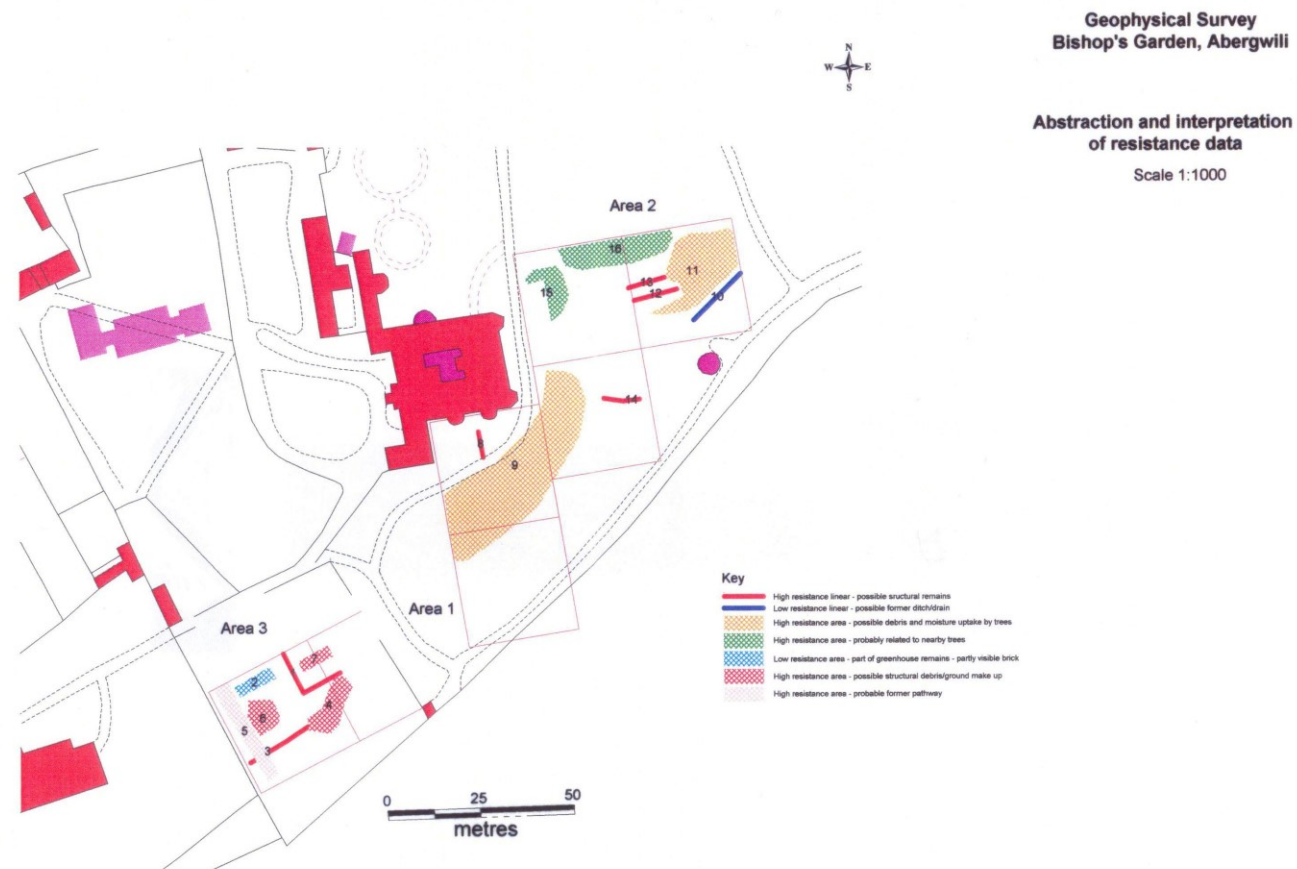 Geophysical Survey
Bishop's Garden, Abergwili
Abstraction and interpretation
of resistance data
Scale 1:1000
N
W E
S
Area 2
16
11
13
12
10
15
14
8
9
Area 1
Area 3
7
2
4
6
5
3
Key
High resistance linear - possible sructural remains
Low resistance linear - possible former ditch/drain
High resistance area - possible debris and moisture uptake by trees
High resistance area - probably related to nearby trees
Low resistance area - part of greenhouse remains - partly visible brick
High resistance area - possible structural debris/ground make up
High resistance area - probable former pathway
0 25 50
metres